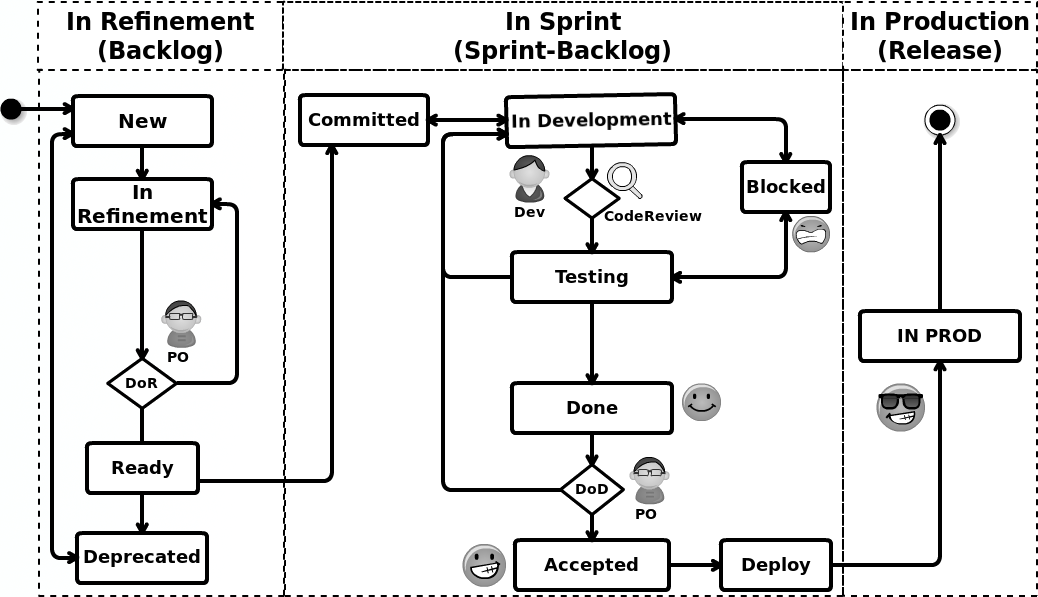 In Refinement
(Backlog)
In Sprint
(Sprint-Backlog)
In Production
(Release)
New
In
Refinement
PO
DoR
Ready
Deprecated
Committed
In Development
Dev
CodeReview
Blocked
Testing
Done
DoD
PO
Accepted
Deploy
IN PROD